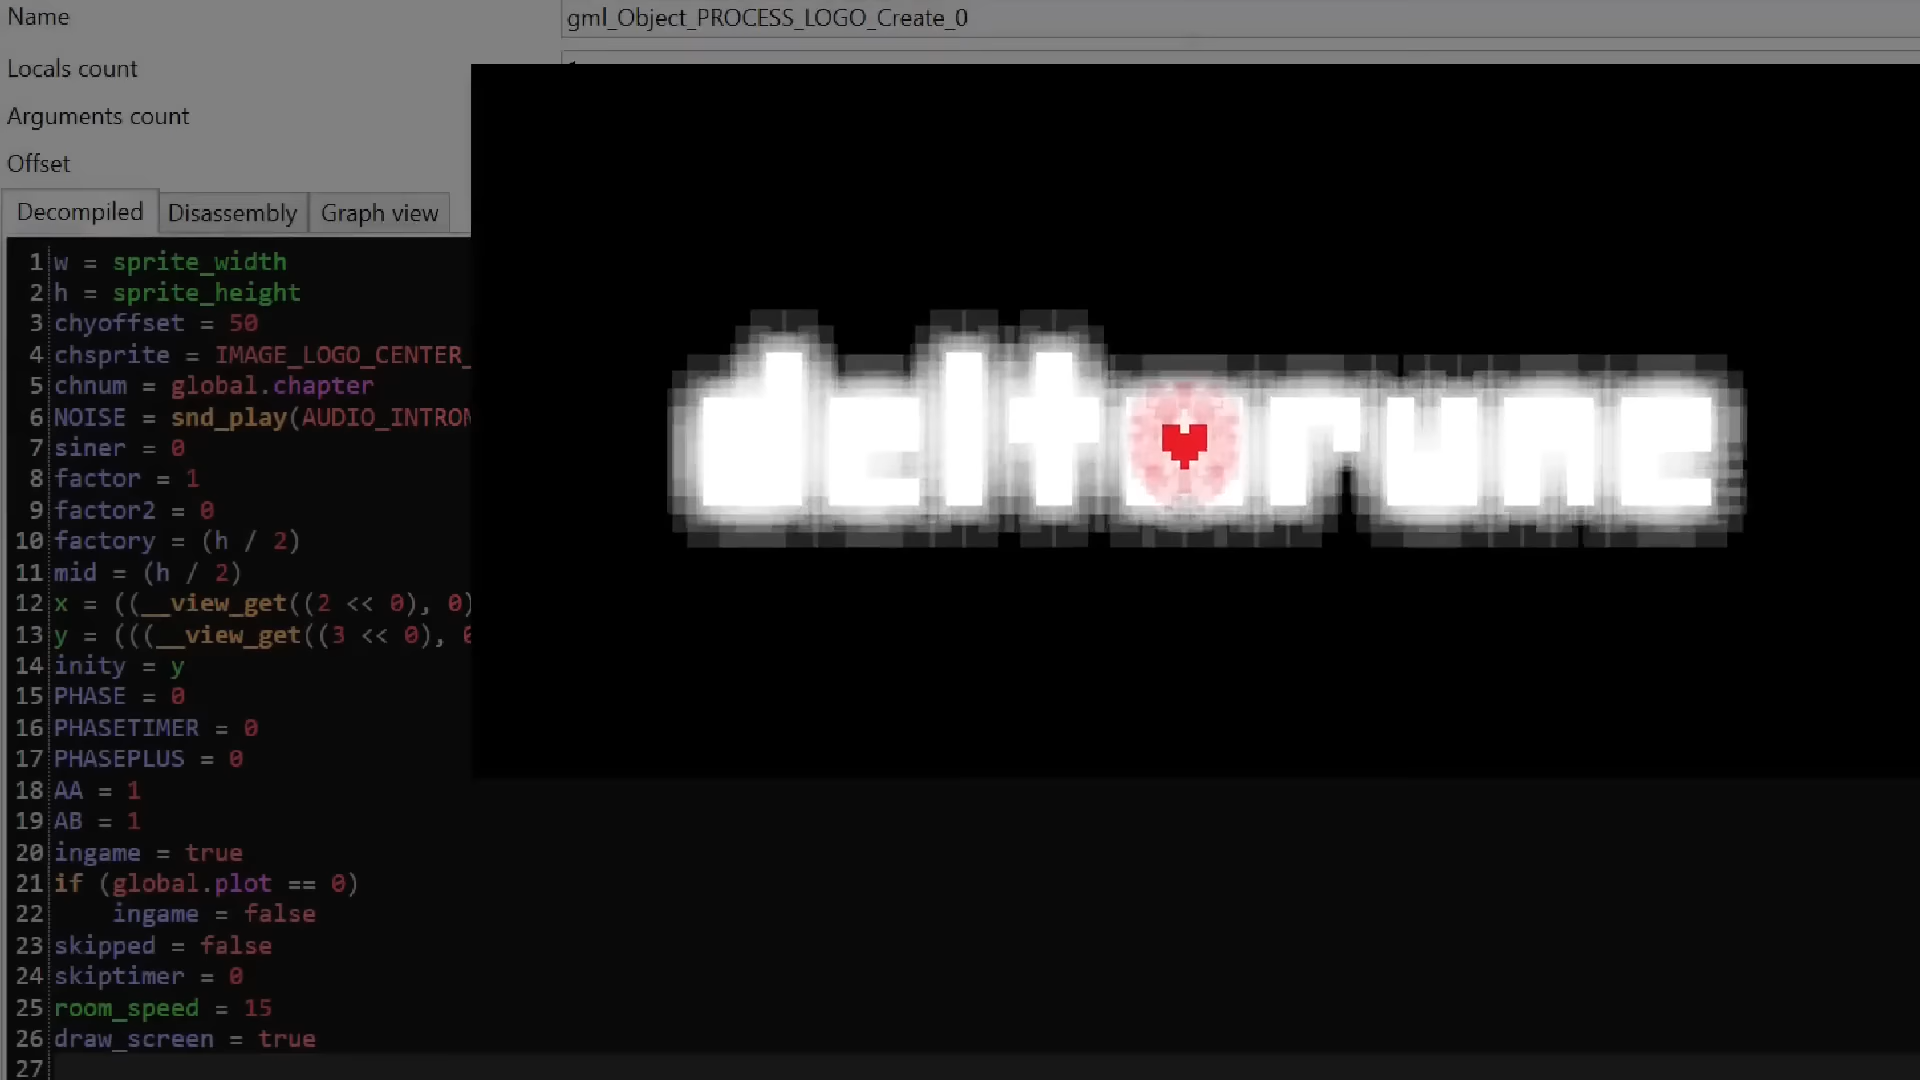 Name
gml_Object_PROCESS_LOGO_Create_0
Locals count
Arguments count
Offset
Decompiled
Disassembly
Graph view
1 w = sprite_width
2 h = sprite_height
3 chyoffset = 50
4 chsprite = IMAGE_LOGO_CENTER_
5 chnum = global.chapter
6 NOISE = snd_play(AUDIO_INTRON
7 siner = 0
8 factor = 1
9 factor2 = 0
10 factory = (h / 2)
11 mid = (h / 2)
12 x = ((__view_get((2 << 0), 0)
13 y = (((__view_get((3 << 0), 0
14 inity = y
15 PHASE = 0
16 PHASETIMER = 0
17 PHASEPLUS = 0
18 AA = 1
19 AB = 1
20 ingame = true
21 if (global.plot == 0)
22 ingame = false
23 skipped = false
24 skiptimer = 0
25 room_speed = 15
26 draw_screen = true
27
deltarune